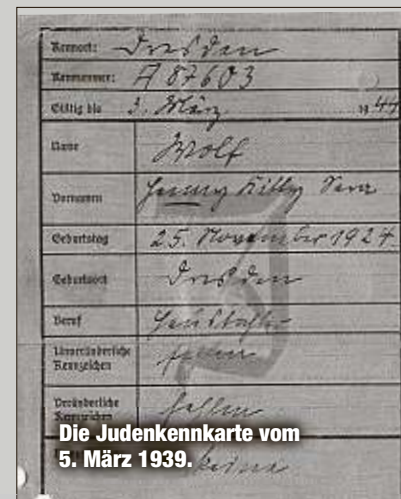 Kennort: Dresden
Kennummer: A 87603
Gültig bis 3. März 1944
Name Wolf
Vornamen Henny Kitty Sara
Geburtstag 25. November 1924.
Geburtsort Dresden
Beruf
Unveränderliche Kennzeichen fehlen
Veränderliche Kennzeichen fehlen
keine
Die Judenkennkarte vom
5. März 1939.